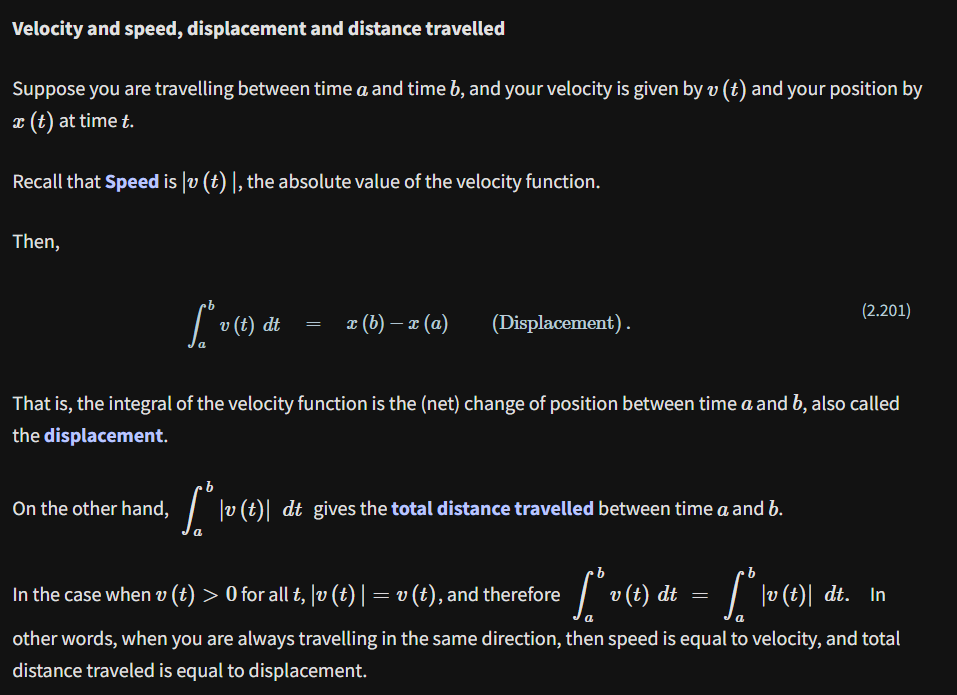 Velocity and speed, displacement and distance travelled
Suppose you are travelling between time a and time b, and your velocity is given by v (t) and your position by
x (t) at time t.
Recall that Speed is |v (t) |, the absolute value of the velocity function.
Then,
∫_a^b v (t) dt = x (b) − x (a) (Displacement) . (2.201)
That is, the integral of the velocity function is the (net) change of position between time a and b, also called
the displacement.
On the other hand, ∫_a^b |v (t)| dt gives the total distance travelled between time a and b.
In the case when v (t) > 0 for all t, |v (t) | = v (t), and therefore ∫_a^b v (t) dt = ∫_a^b |v (t)| dt. In
other words, when you are always travelling in the same direction, then speed is equal to velocity, and total
distance traveled is equal to displacement.